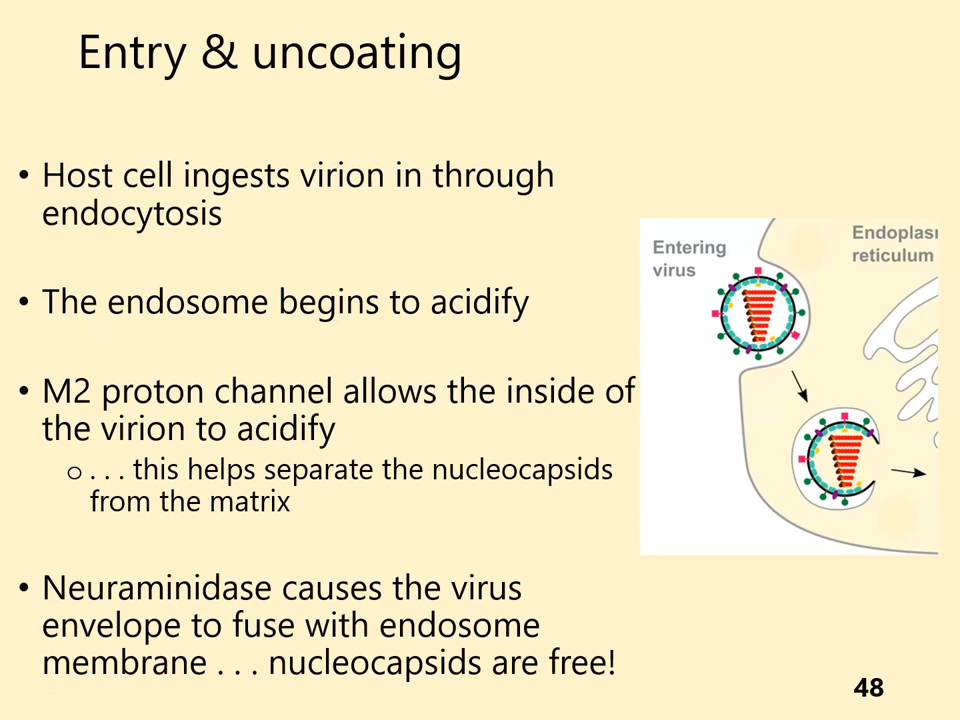 Entry & uncoating
• Host cell ingests virion in through
endocytosis
• The endosome begins to acidify
• M2 proton channel allows the inside of
the virion to acidify
o . . . this helps separate the nucleocapsids
from the matrix
• Neuraminidase causes the virus
envelope to fuse with endosome
membrane . . . nucleocapsids are free!
Entering
virus
Endoplasr
reticulum
48